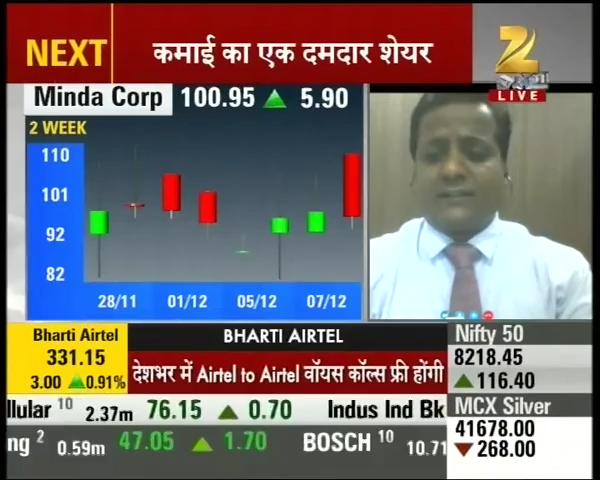 NEXT
कमाई का एक दमदार शेयर
LIVE
Minda Corp 100.95 ▲ 5.90
2 WEEK
110
101
92
82
28/11 01/12 05/12 07/12
Bharti Airtel
331.15
3.00 ▲ 0.91%
BHARTI AIRTEL
देशभर में Airtel to Airtel वॉयस कॉल्स फ्री होंगी
Nifty 50
8218.45
▲ 116.40
MCX Silver
41678.00
▼ 268.00
llular 10 2.37m 76.15 ▲ 0.70 Indus Ind Bk
ng 2 0.59m 47.05 ▲ 1.70 BOSCH 10 10.71